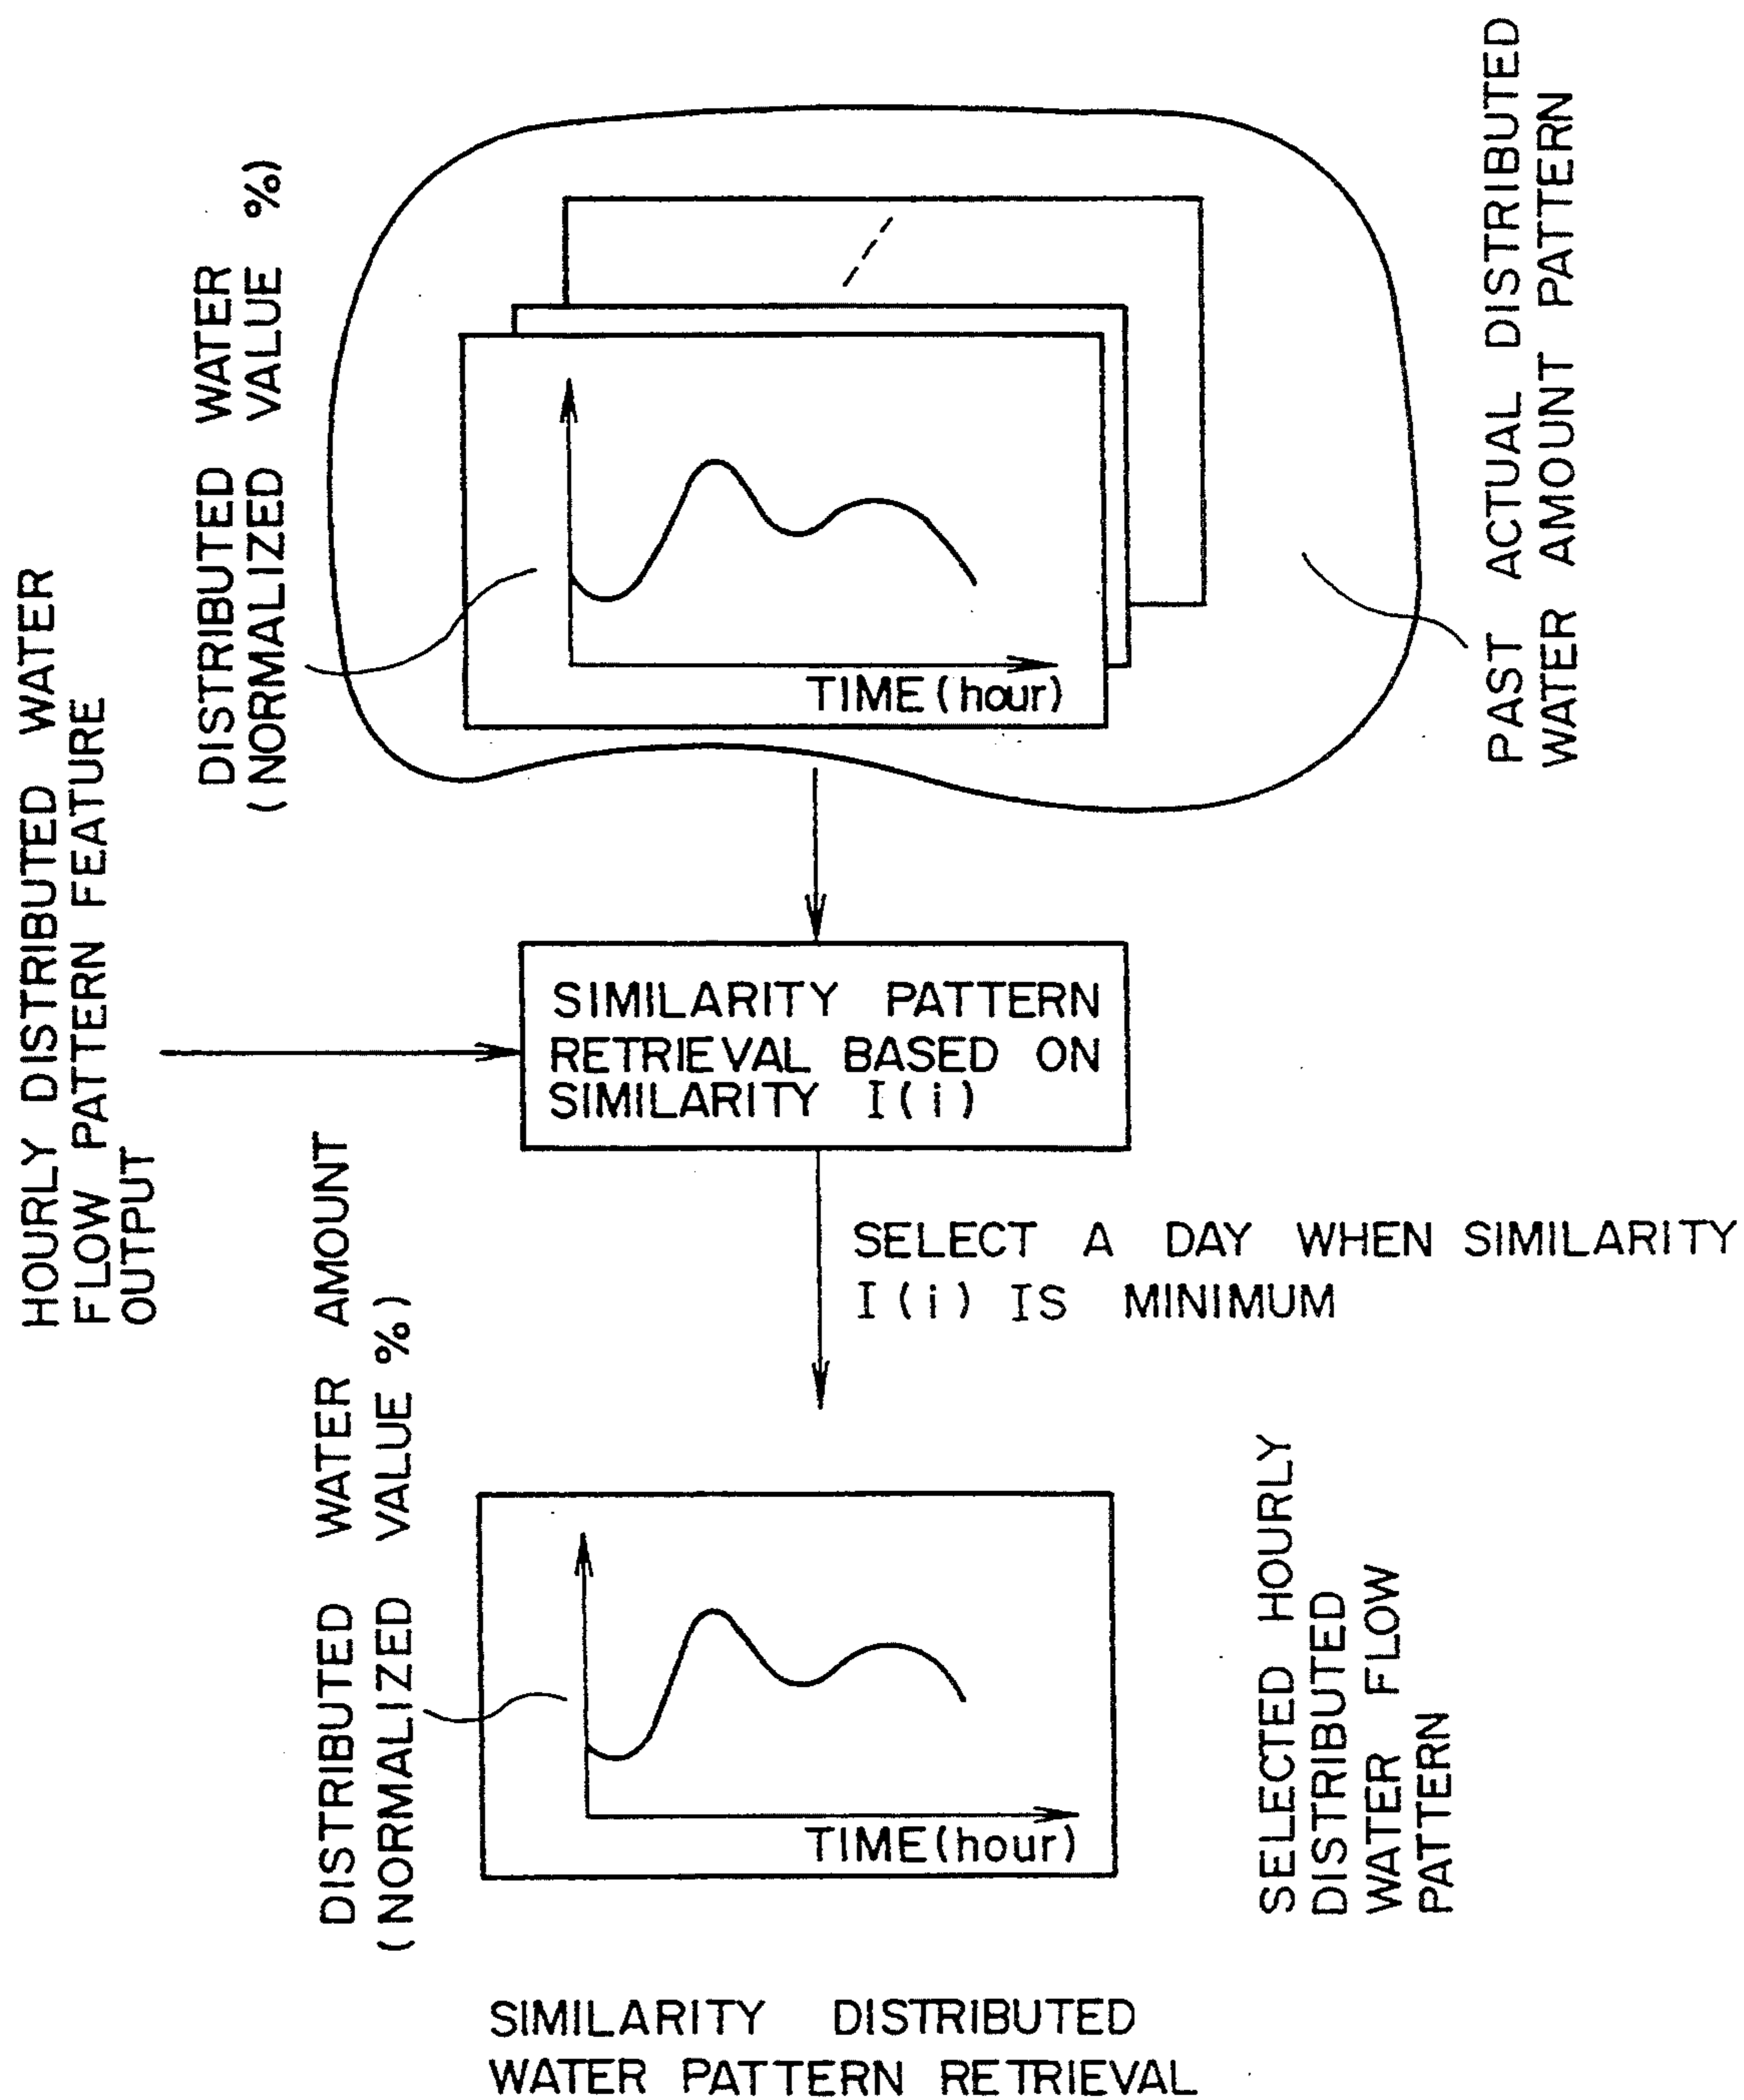 HOURLY DISTRIBUTED WATER
FLOW PATTERN FEATURE
OUTPUT
DISTRIBUTED WATER
(NORMALIZED VALUE %)
TIME (hour)
PAST ACTUAL DISTRIBUTED
WATER AMOUNT PATTERN
SIMILARITY PATTERN
RETRIEVAL BASED ON
SIMILARITY I(i)
SELECT A DAY WHEN SIMILARITY
I(i) IS MINIMUM
DISTRIBUTED WATER AMOUNT
(NORMALIZED VALUE %)
TIME (hour)
SELECTED HOURLY
DISTRIBUTED
WATER FLOW
PATTERN
SIMILARITY DISTRIBUTED
WATER PATTERN RETRIEVAL